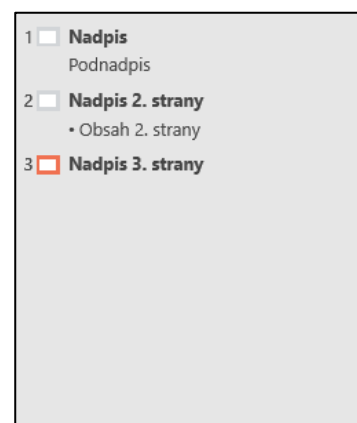 1 Nadpis
Podnadpis
2 Nadpis 2. strany
• Obsah 2. strany
3 Nadpis 3. strany